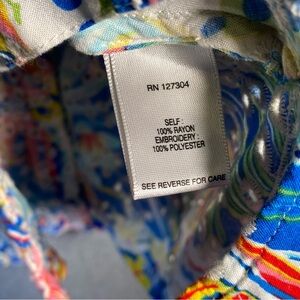 RN 127304
SELF :
100% RAYON
EMBROIDERY :
100% POLYESTER
SEE REVERSE FOR CARE